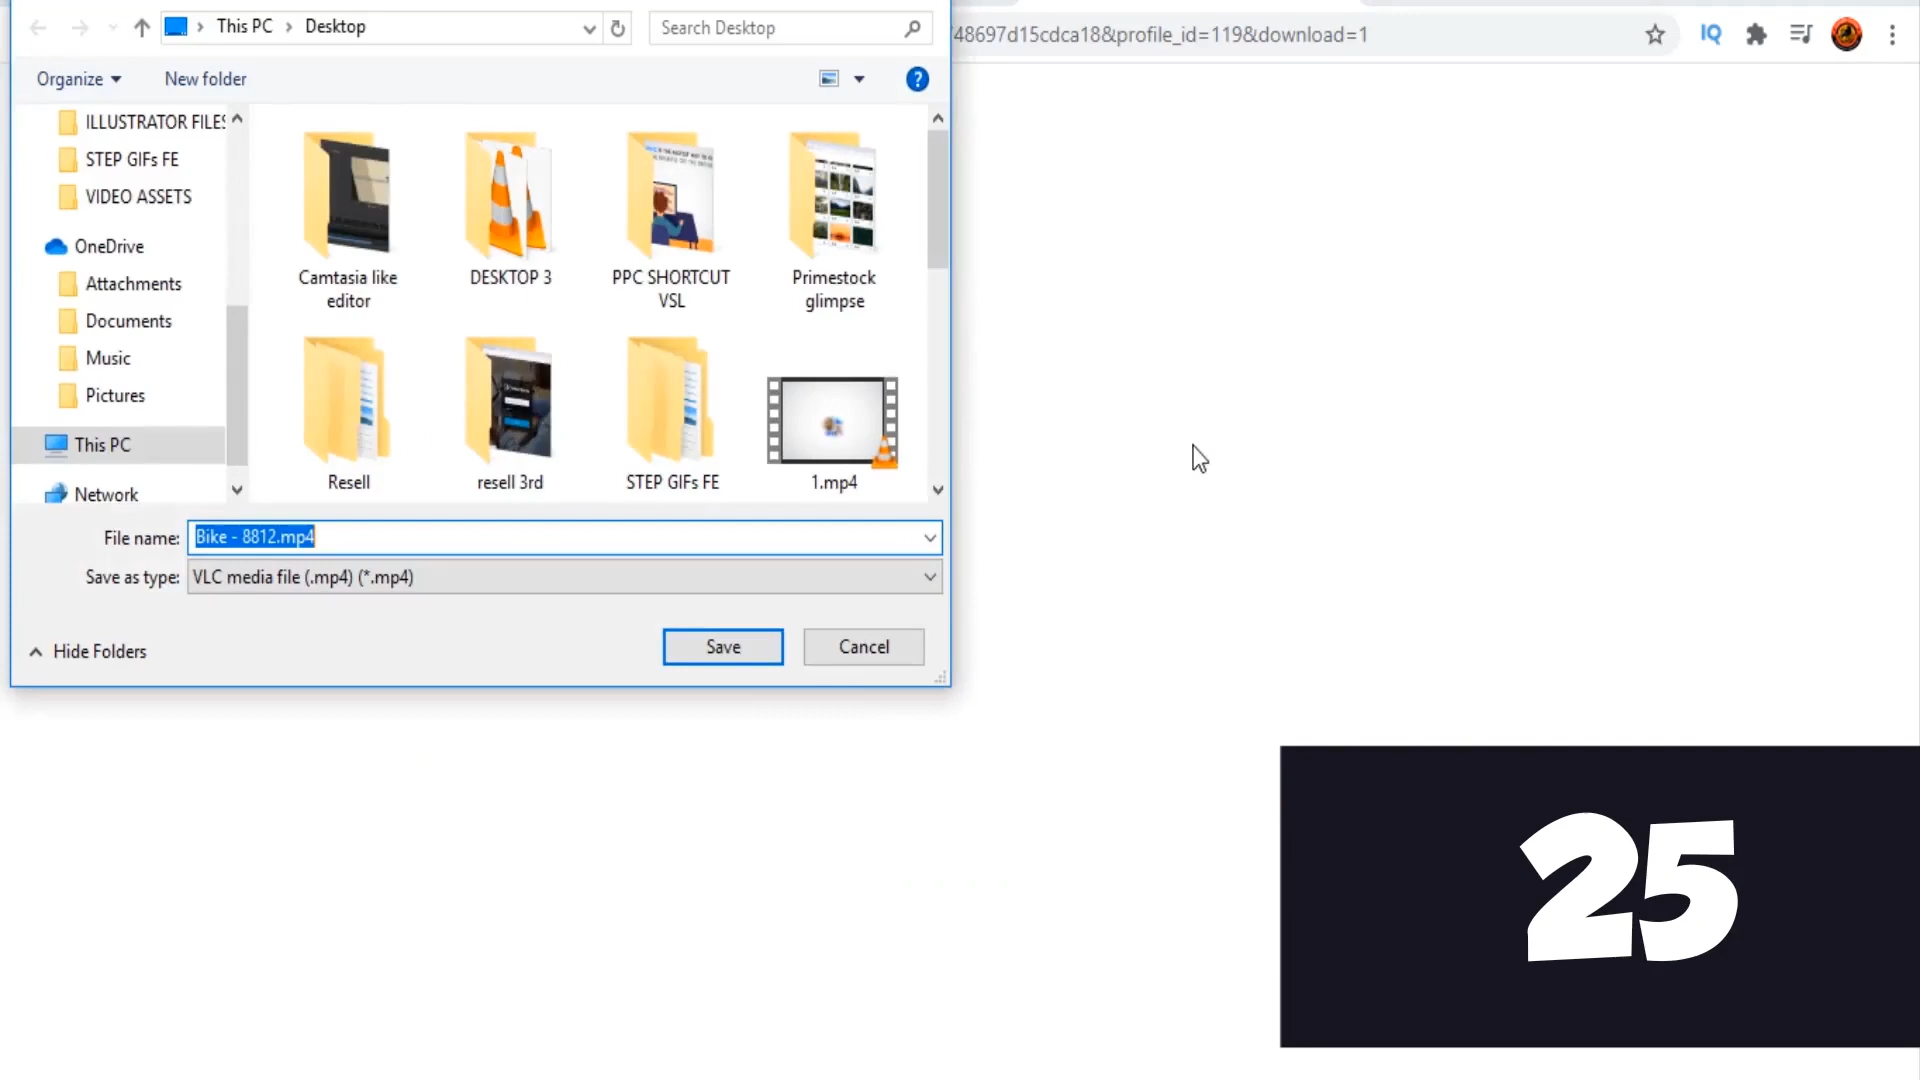 This PC
Desktop
Search Desktop
48697d15cdca18&profile_id=119&download=1
IQ
Organize
New folder
?
ILLUSTRATOR FILES
STEP GIFs FE
VIDEO ASSETS
OneDrive
Attachments
Documents
Music
Pictures
This PC
Network
Camtasia like
editor
DESKTOP 3
PPC SHORTCUT
VSL
Primestock
glimpse
Resell
resell 3rd
STEP GIFs FE
1.mp4
File name:
Bike - 8812.mp4
Save as type:
VLC media file (.mp4) (*.mp4)
Hide Folders
Save
Cancel
25